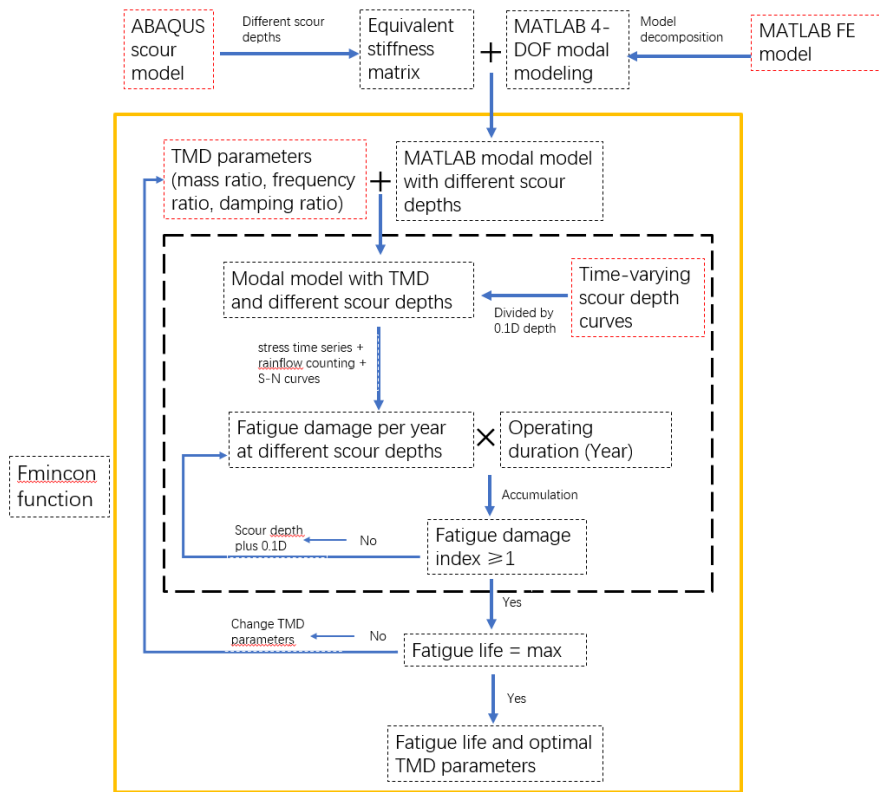 ABAQUS
scour
model
Different scour
depths
Equivalent
stiffness
matrix
+
MATLAB 4-
DOF modal
modeling
Model
decomposition
MATLAB FE
model
TMD parameters
(mass ratio, frequency
ratio, damping ratio)
+
MATLAB modal model
with different scour
depths
Modal model with TMD
and different scour depths
Divided by
0.1D depth
Time-varying
scour depth
curves
stress time series +
rainflow counting +
S-N curves
Fatigue damage per year
at different scour depths
×
Operating
duration (Year)
Fmincon
function
Accumulation
Scour depth
plus 0.1D
No
Fatigue damage
index ≥1
Yes
Change TMD
parameters
No
Fatigue life = max
Yes
Fatigue life and optimal
TMD parameters